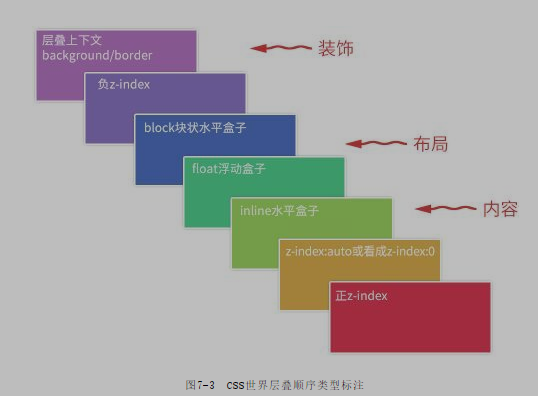 层叠上下文
background/border
装饰
负z-index
block块状水平盒子
布局
float浮动盒子
inline水平盒子
内容
z-index:auto或看成z-index:0
正z-index
图7-3 CSS世界层叠顺序类型标注